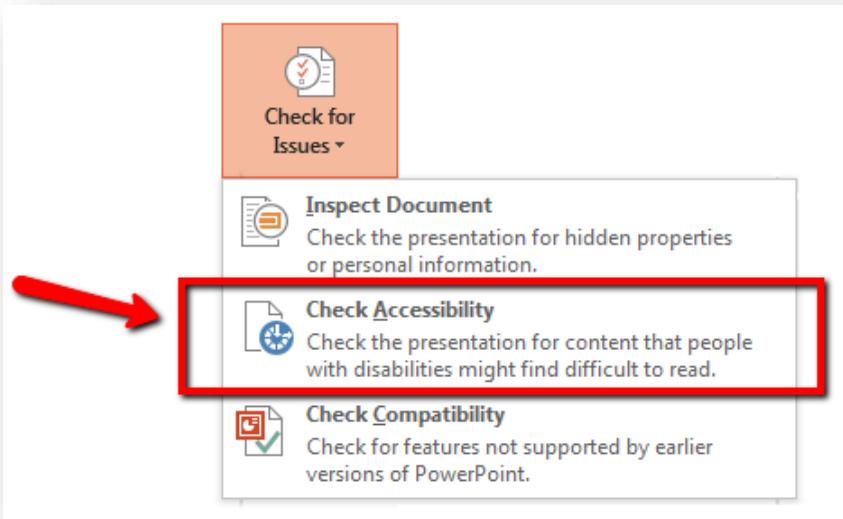 Check for
Issues
Inspect Document
Check the presentation for hidden properties
or personal information.
Check Accessibility
Check the presentation for content that people
with disabilities might find difficult to read.
Check Compatibility
Check for features not supported by earlier
versions of PowerPoint.